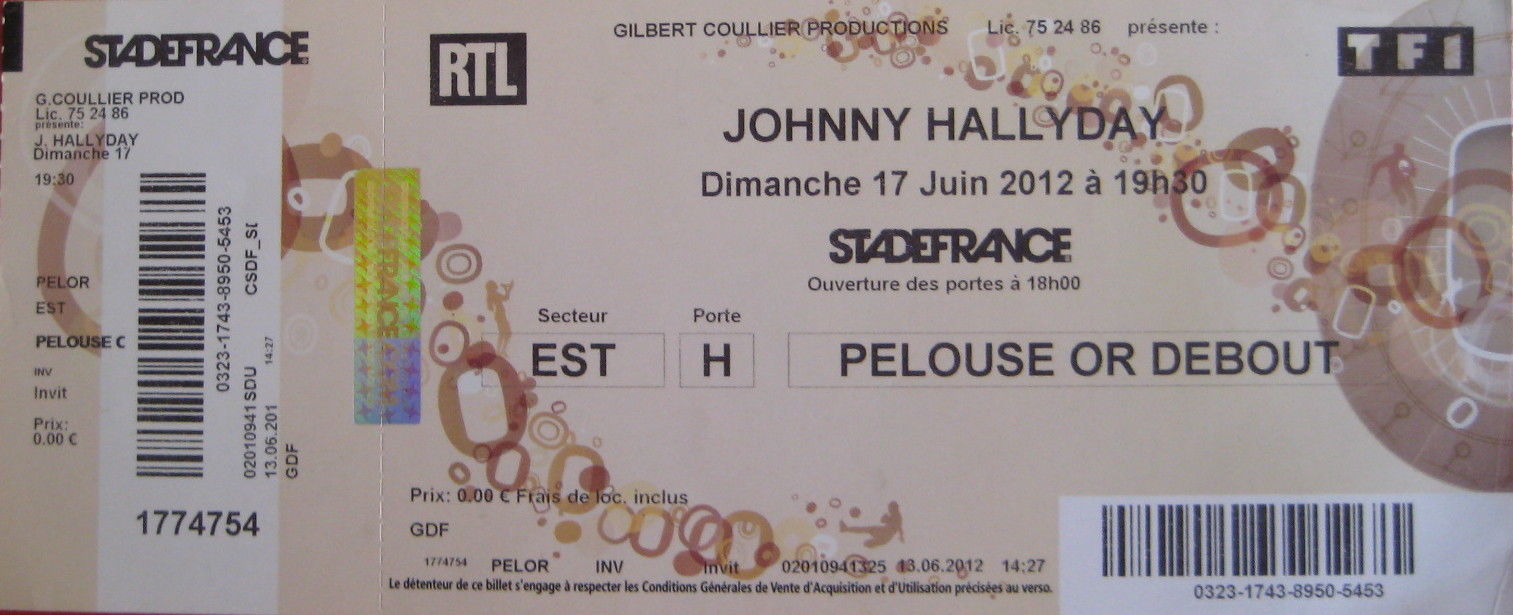 STADEFRANCE
G.COULLIER PROD
Lic. 75 24 86
présente:
J. HALLYDAY
Dimanche 17
19:30
PELOR
EST
PELOUSE C
INV
Invit
Prix:
0.00 €
0323-1743-8950-5453
CSDF_S
02010941 SDU
14:27
13.06.201
GDF
1774754
STADEFRANCE
RTL
GILBERT COULLIER PRODUCTIONS Lic. 75 24 86 présente :
TF1
JOHNNY HALLYDAY
Dimanche 17 Juin 2012 à 19h30
STADEFRANCE
Ouverture des portes à 18h00
Secteur Porte
EST H PELOUSE OR DEBOUT
Prix: 0.00 € Frais de loc. inclus
GDF
1774754 PELOR INV Invit 02010941325 13.06.2012 14:27
Le détenteur de ce billet s'engage à respecter les Conditions Générales de Vente d'Acquisition et d'Utilisation précisées au verso.
0323-1743-8950-5453